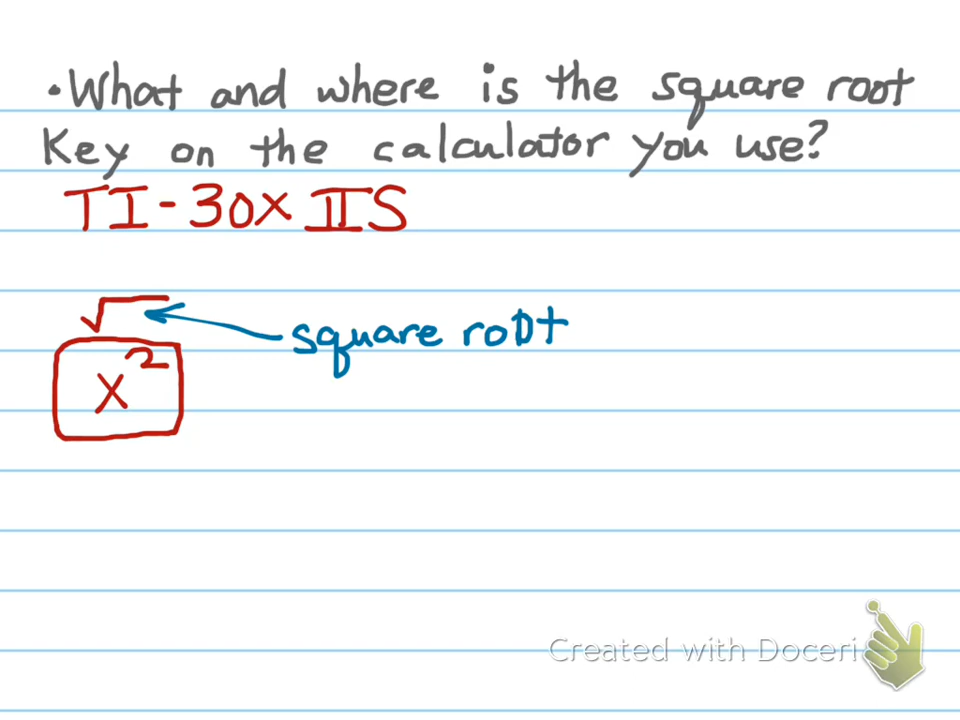 • What and where is the square root
Key on the calculator you use?
TI-30X IIS
√
square root
x²
Created with Doceri